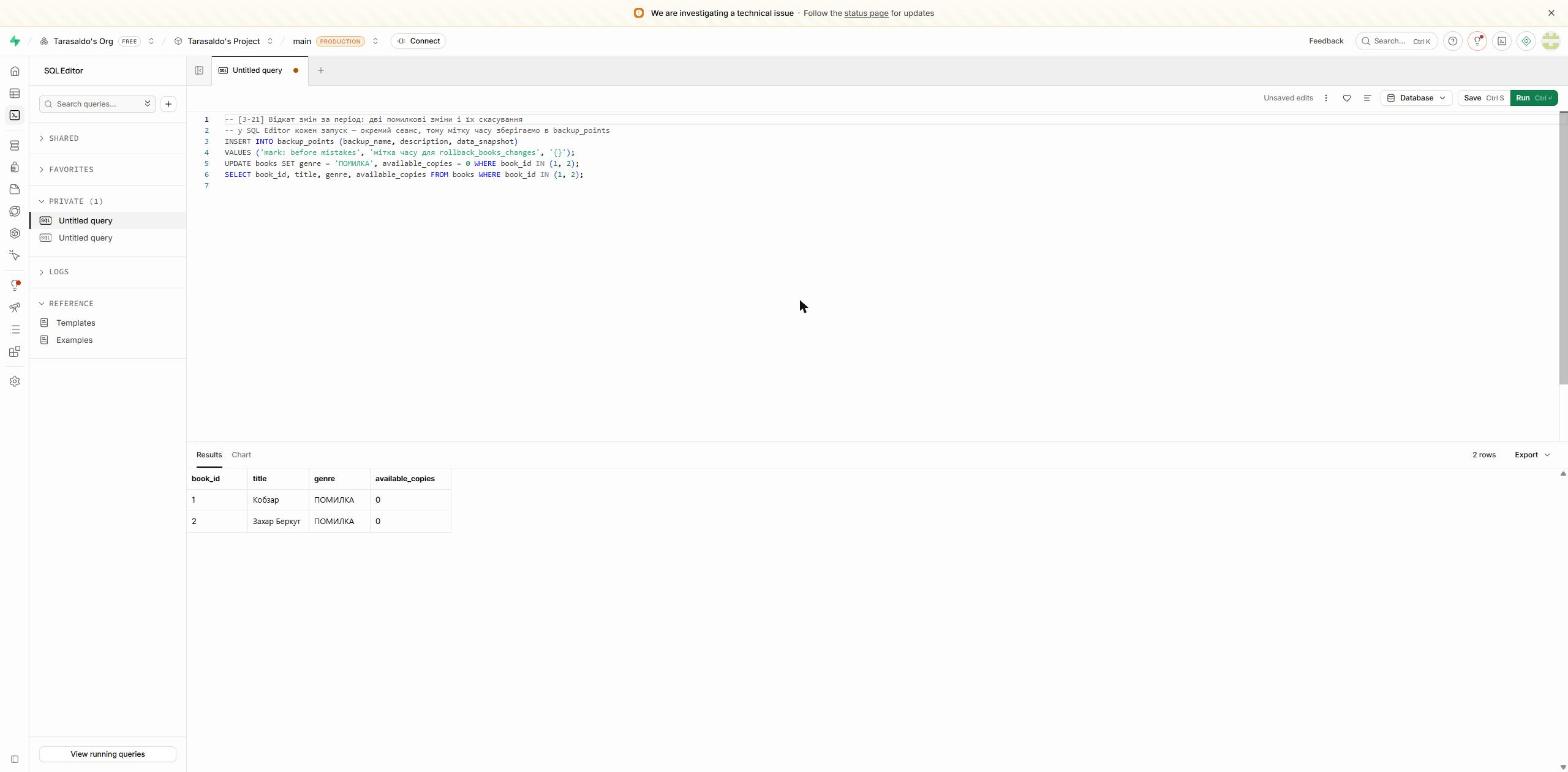 We are investigating a technical issue · Follow the status page for updates
Tarasaldo's Org FREE / Tarasaldo's Project / main PRODUCTION Connect Feedback Search... Ctrl K
SQL Editor
Untitled query
Search queries...
Unsaved edits Database Save Ctrl S Run Ctrl ↵
SHARED
FAVORITES
PRIVATE (1)
Untitled query
Untitled query
LOGS
REFERENCE
Templates
Examples
View running queries
1 -- [3-21] Відкат змін за період: дві помилкові зміни і їх скасування
2 -- у SQL Editor кожен запуск — окремий сеанс, тому мітку часу зберігаємо в backup_points
3 INSERT INTO backup_points (backup_name, description, data_snapshot)
4 VALUES ('mark: before mistakes', 'мітка часу для rollback_books_changes', '{}');
5 UPDATE books SET genre = 'ПОМИЛКА', available_copies = 0 WHERE book_id IN (1, 2);
6 SELECT book_id, title, genre, available_copies FROM books WHERE book_id IN (1, 2);
7
Results Chart 2 rows Export
book_id title genre available_copies
1 Кобзар ПОМИЛКА 0
2 Захар Беркут ПОМИЛКА 0